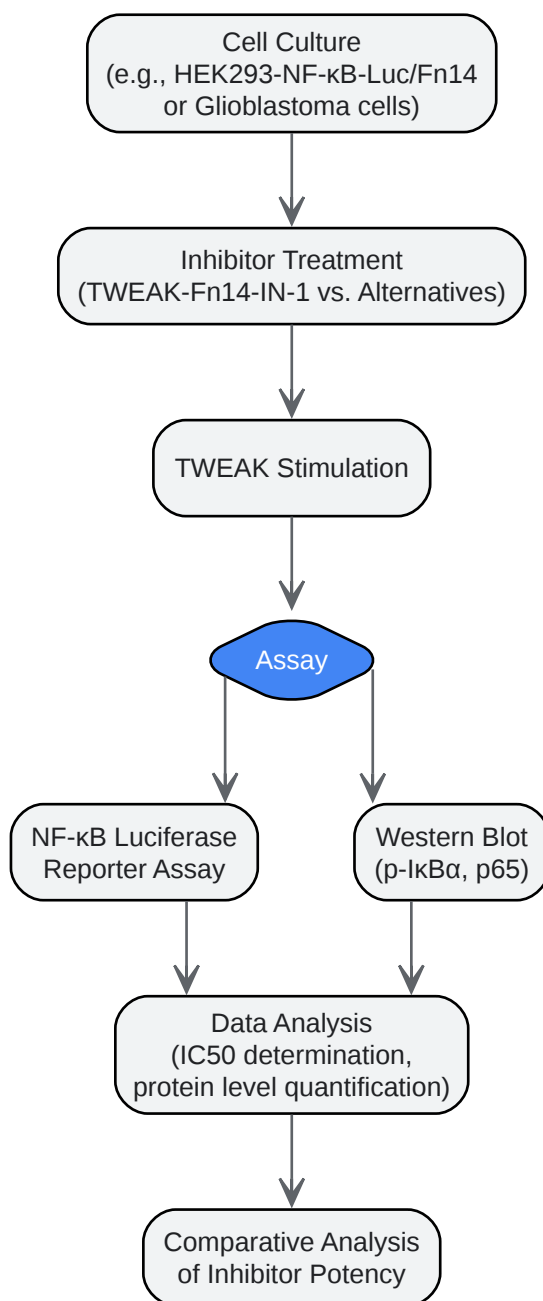 Cell Culture
(e.g., HEK293-NF-κB-Luc/Fn14
or Glioblastoma cells)
Inhibitor Treatment
(TWEAK-Fn14-IN-1 vs. Alternatives)
TWEAK Stimulation
Assay
NF-κB Luciferase
Reporter Assay
Western Blot
(p-IκBα, p65)
Data Analysis
(IC50 determination,
protein level quantification)
Comparative Analysis
of Inhibitor Potency